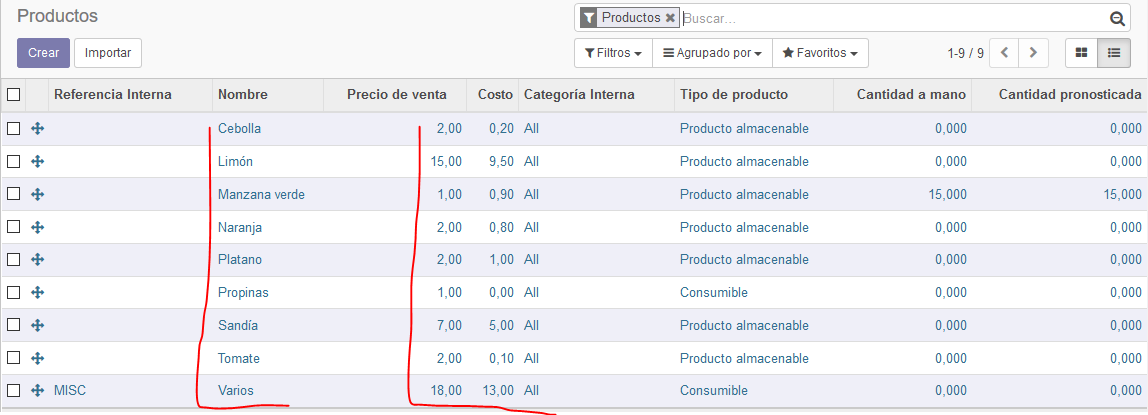 Productos
Productos Buscar...
Crear Importar Filtros Agrupado por Favoritos 1-9 / 9
Referencia Interna Nombre Precio de venta Costo Categoría Interna Tipo de producto Cantidad a mano Cantidad pronosticada
Cebolla 2,00 0,20 All Producto almacenable 0,000 0,000
Limón 15,00 9,50 All Producto almacenable 0,000 0,000
Manzana verde 1,00 0,90 All Producto almacenable 15,000 15,000
Naranja 2,00 0,80 All Producto almacenable 0,000 0,000
Platano 2,00 1,00 All Producto almacenable 0,000 0,000
Propinas 1,00 0,00 All Consumible 0,000 0,000
Sandía 7,00 5,00 All Producto almacenable 0,000 0,000
Tomate 2,00 0,10 All Producto almacenable 0,000 0,000
MISC Varios 18,00 13,00 All Consumible 0,000 0,000